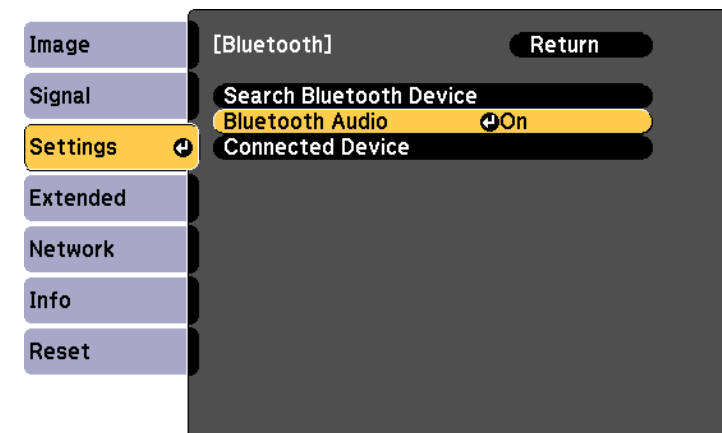 Image
Signal
Settings
Extended
Network
Info
Reset
[Bluetooth]
Return
Search Bluetooth Device
Bluetooth Audio On
Connected Device